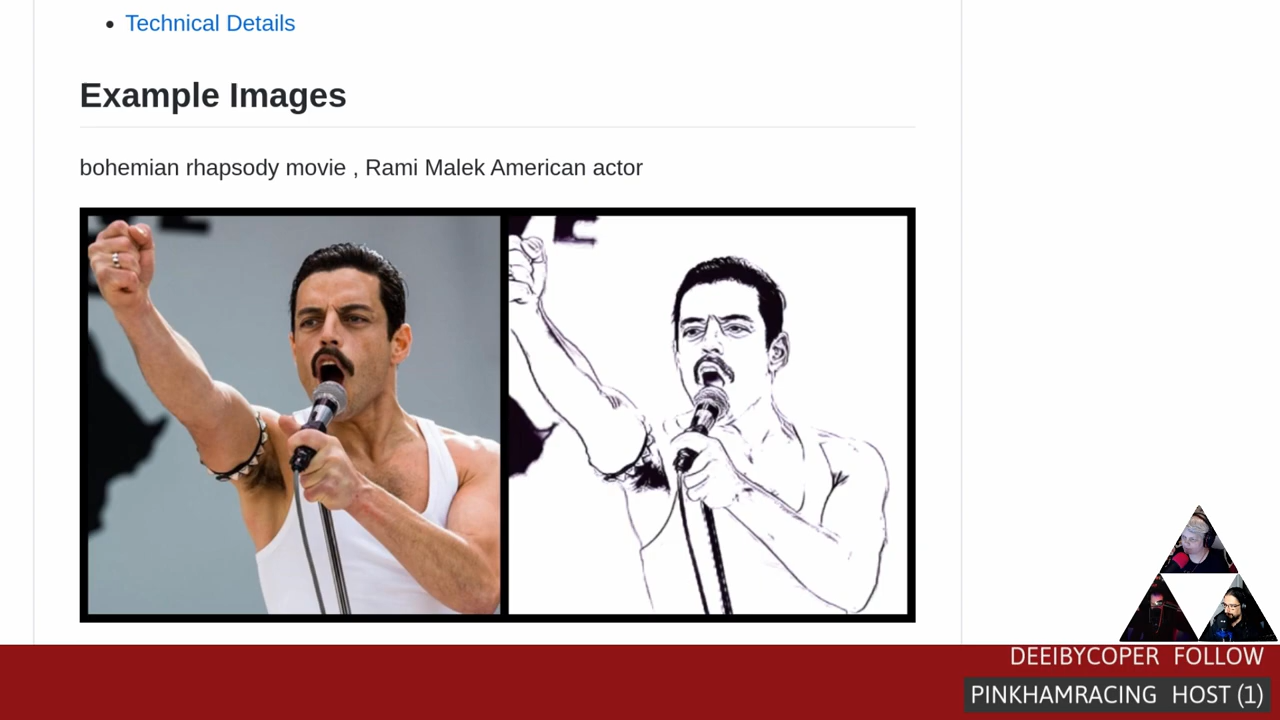 Technical Details
Example Images
bohemian rhapsody movie , Rami Malek American actor
DEEIBYCOPER FOLLOW
PINKHAMRACING HOST (1)